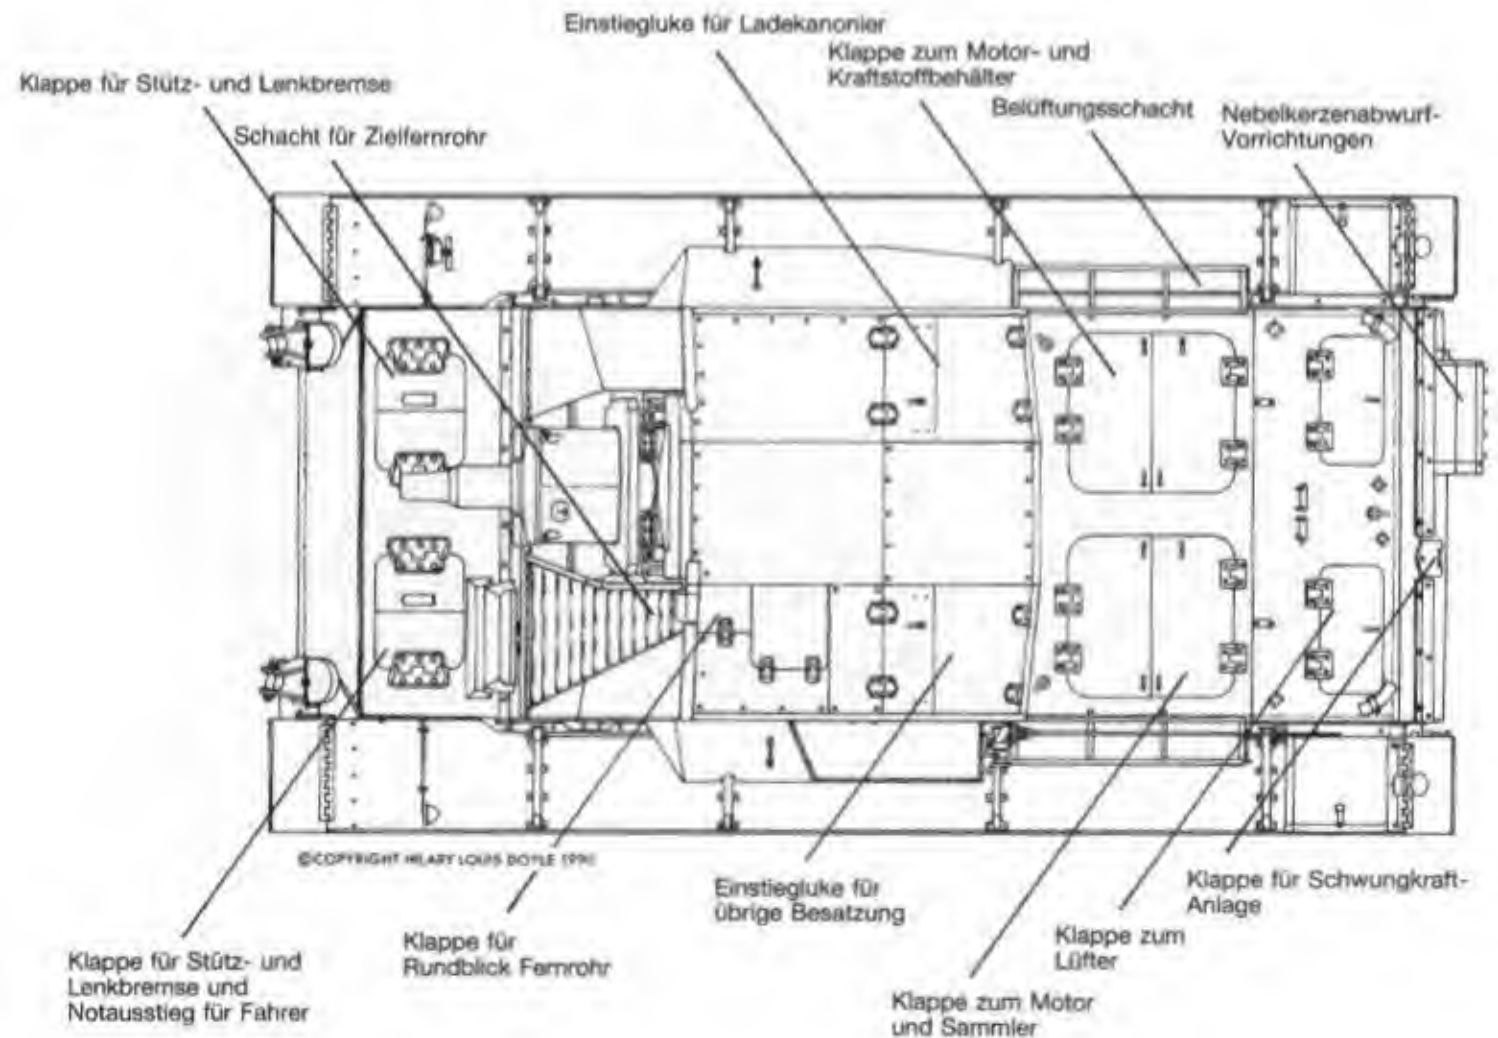 Einstiegluke für Ladekanonier
Klappe zum Motor- und
Kraftstoffbehälter
Klappe für Stütz- und Lenkbremse
Belüftungsschacht
Nebelkerzenabwurf-
Vorrichtungen
Schacht für Zielfernrohr
©COPYRIGHT HILARY LOUIS DOYLE 1990
Einstiegluke für
übrige Besatzung
Klappe für Schwungkraft-
Anlage
Klappe für
Rundblick Fernrohr
Klappe zum
Lüfter
Klappe für Stütz- und
Lenkbremse und
Notausstieg für Fahrer
Klappe zum Motor
und Sammler